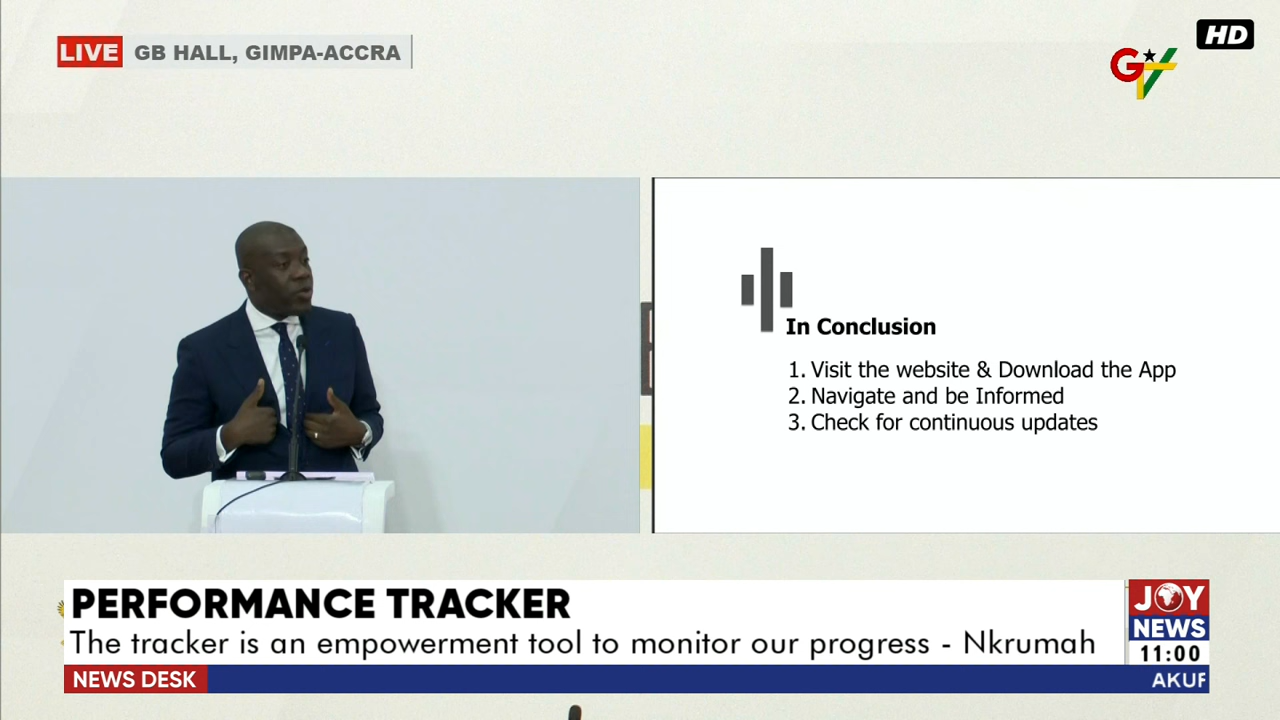 LIVE GB HALL, GIMPA-ACCRA
HD
GTV
In Conclusion
1. Visit the website & Download the App
2. Navigate and be Informed
3. Check for continuous updates
PERFORMANCE TRACKER
The tracker is an empowerment tool to monitor our progress - Nkrumah
JOY
NEWS
11:00
NEWS DESK
AKUF